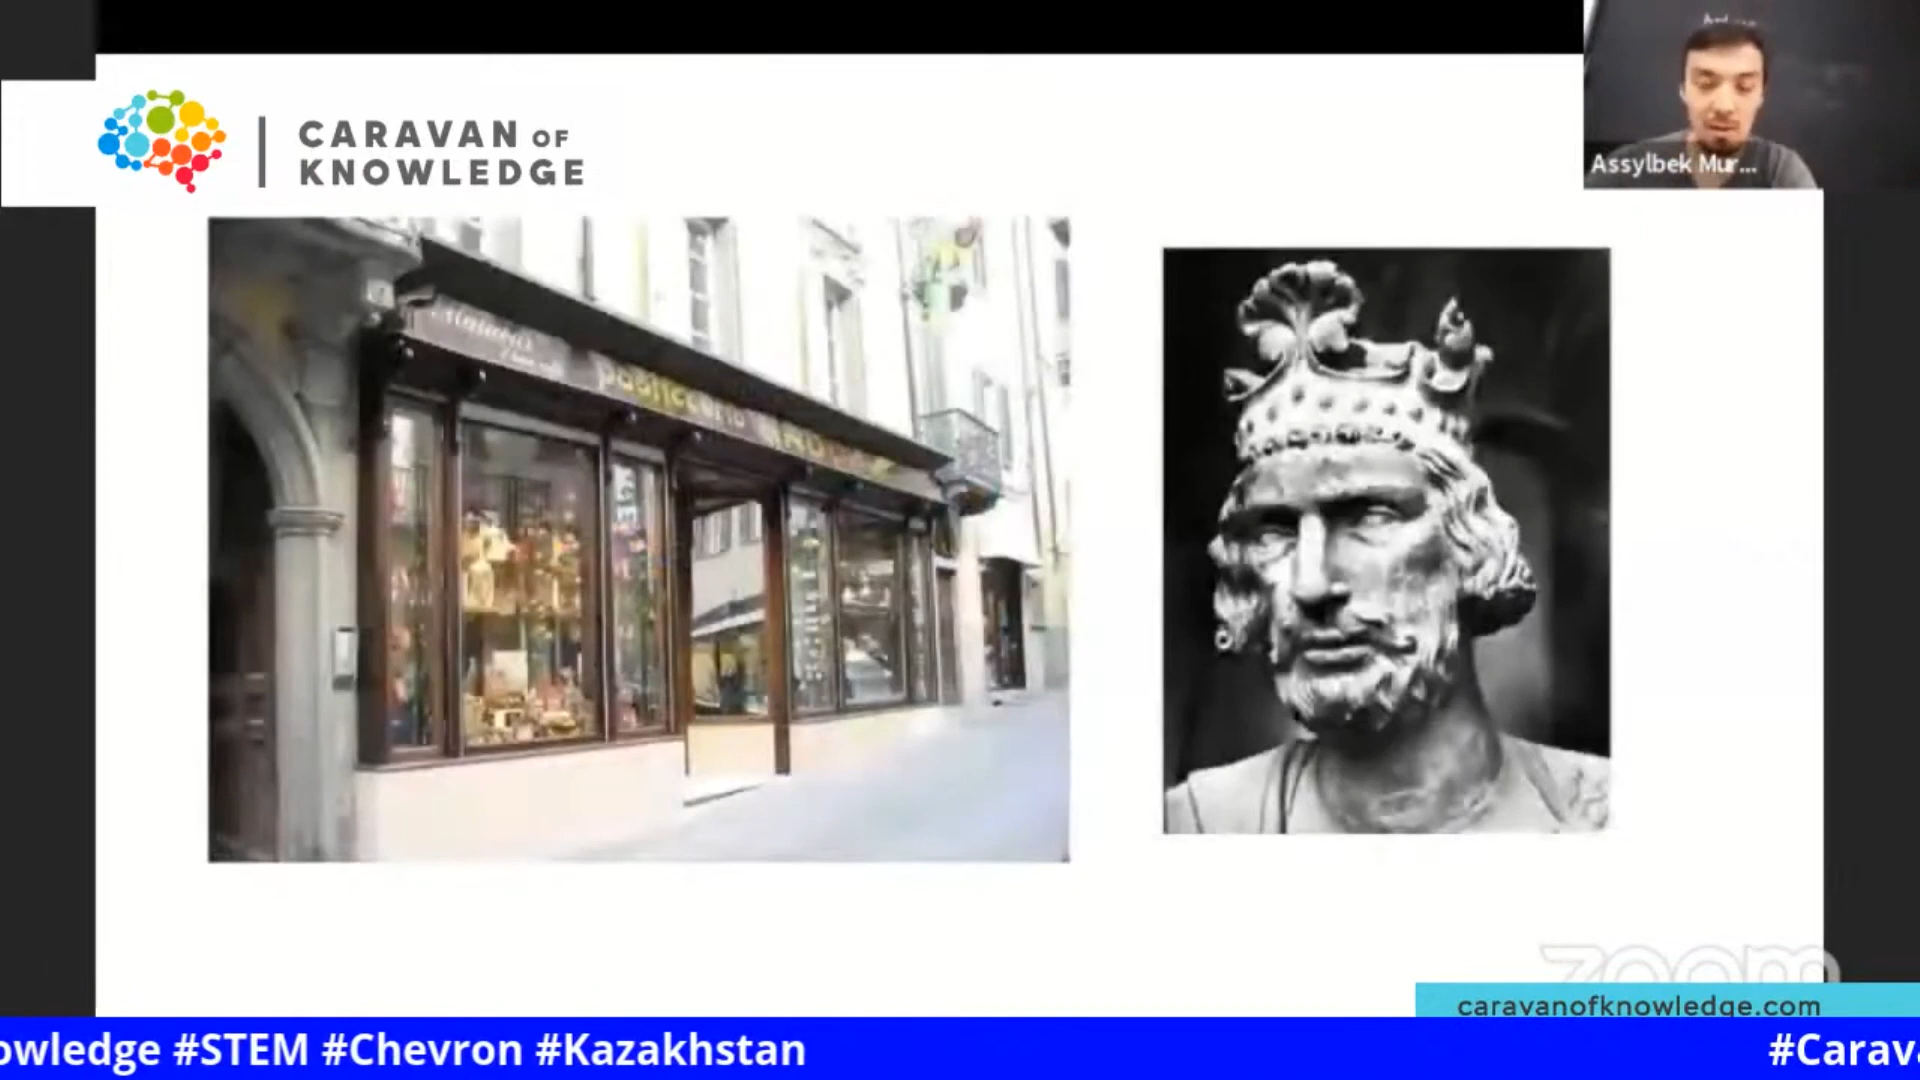 CARAVAN OF
KNOWLEDGE
Assylbek Mur...
pasticceria
zoom
caravanofknowledge.com
owledge #STEM #Chevron #Kazakhstan
#Carava